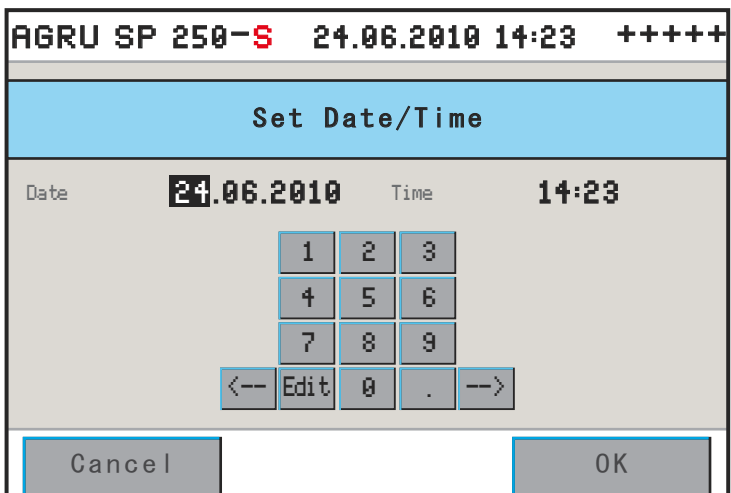 AGRU SP 250-S 24.06.2010 14:23 +++++
Set Date/Time
Date 24.06.2010 Time 14:23
1 2 3
4 5 6
7 8 9
<-- Edit 0 . -->
Cancel OK